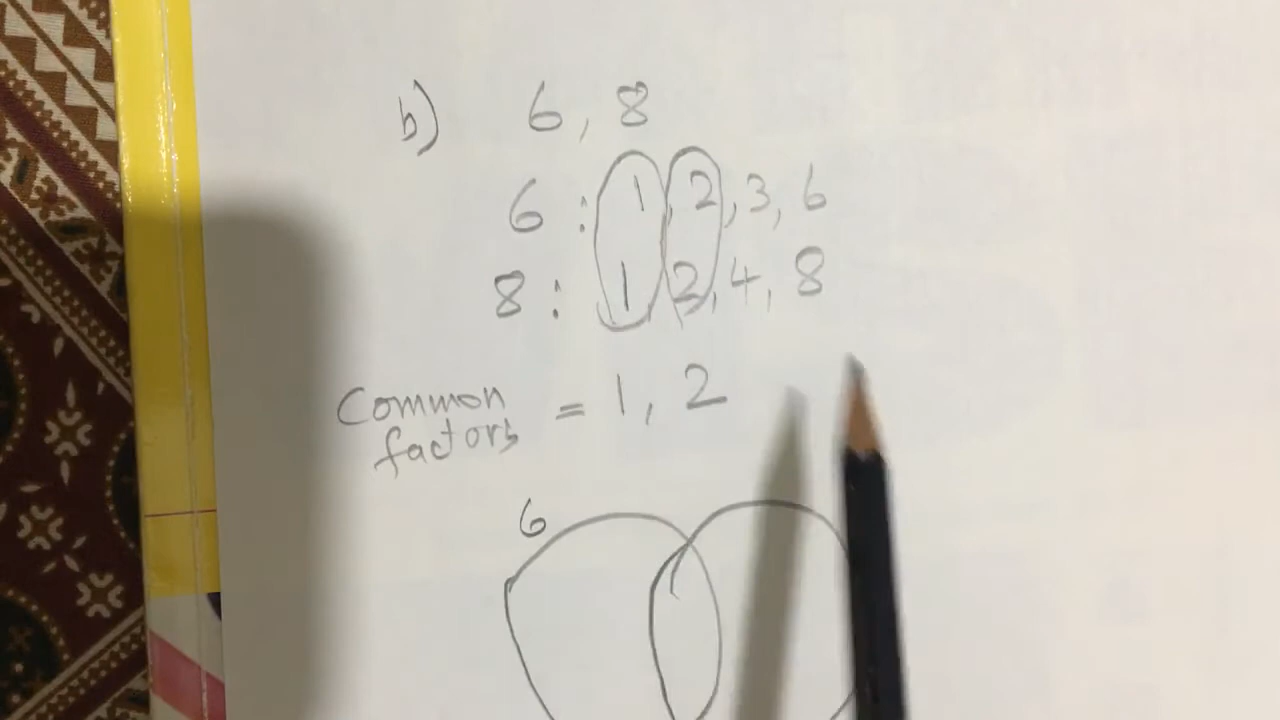 b) 6, 8
6 : 1, 2, 3, 6
8 : 1 2, 4, 8
Common factors = 1, 2
6